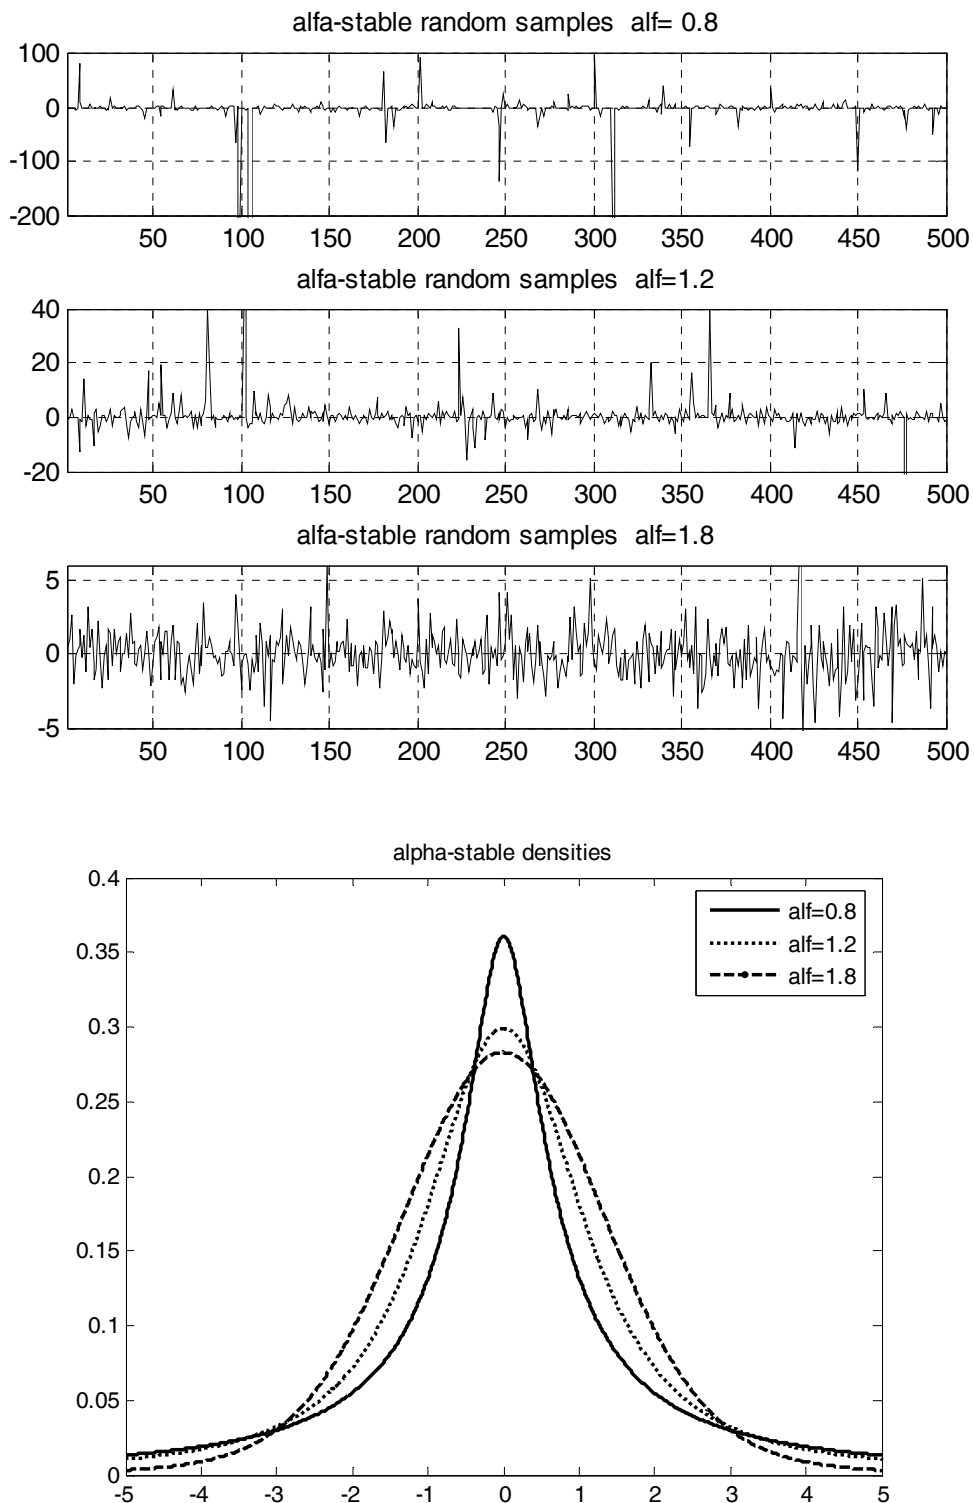 alfa-stable random samples  alf= 0.8
100
0
-100
-200
50 100 150 200 250 300 350 400 450 500
alfa-stable random samples  alf=1.2
40
20
0
-20
50 100 150 200 250 300 350 400 450 500
alfa-stable random samples  alf=1.8
5
0
-5
50 100 150 200 250 300 350 400 450 500
alpha-stable densities
0.4
0.35
0.3
0.25
0.2
0.15
0.1
0.05
0
alf=0.8
alf=1.2
alf=1.8
-5 -4 -3 -2 -1 0 1 2 3 4 5